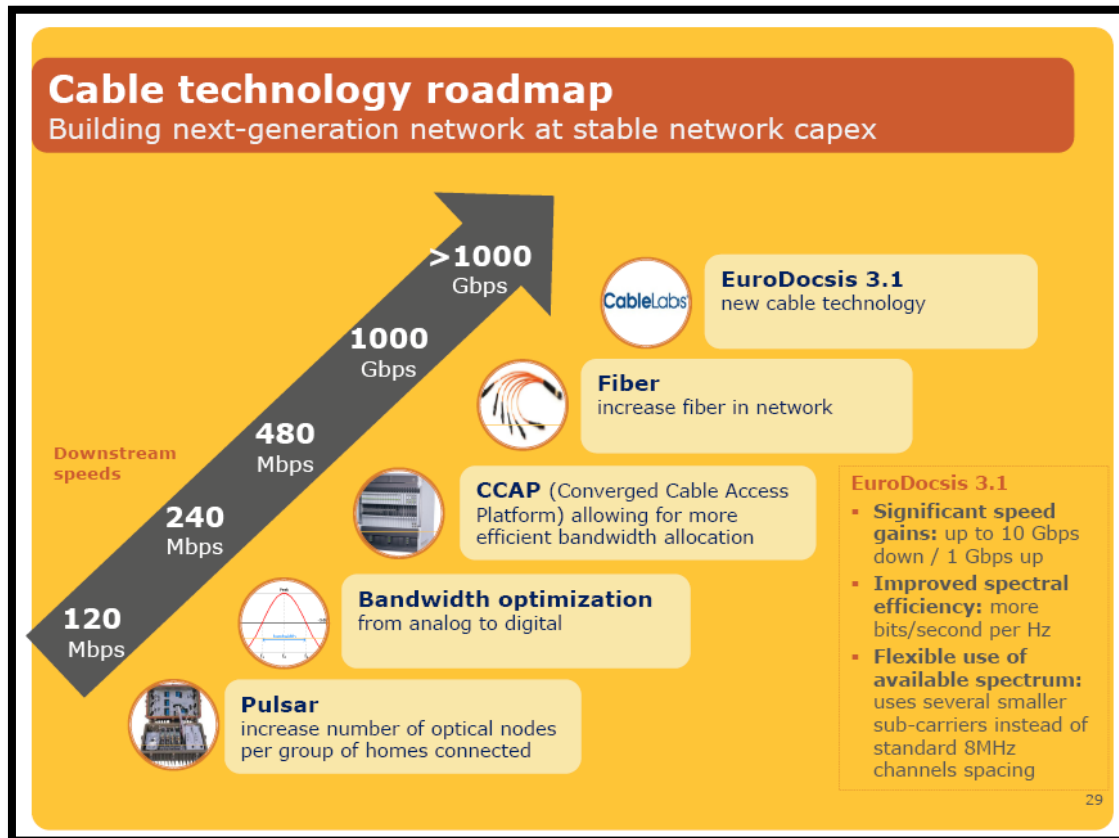 Cable technology roadmap
Building next-generation network at stable network capex
>1000
Gbps
1000
Gbps
480
Mbps
240
Mbps
120
Mbps
Downstream
speeds
CableLabs
EuroDocsis 3.1
new cable technology
Fiber
increase fiber in network
CCAP (Converged Cable Access
Platform) allowing for more
efficient bandwidth allocation
Bandwidth optimization
from analog to digital
Pulsar
increase number of optical nodes
per group of homes connected
EuroDocsis 3.1
▪ Significant speed
gains: up to 10 Gbps
down / 1 Gbps up
▪ Improved spectral
efficiency: more
bits/second per Hz
▪ Flexible use of
available spectrum:
uses several smaller
sub-carriers instead of
standard 8MHz
channels spacing
29